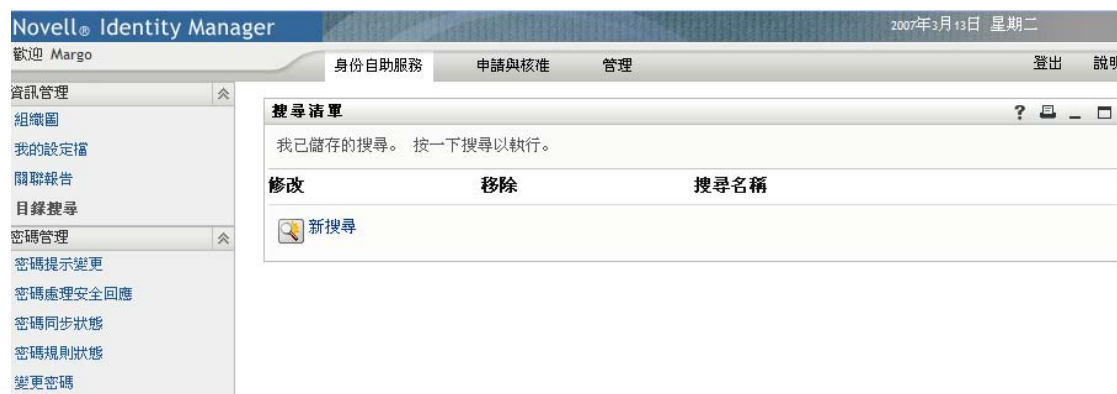 Novell® Identity Manager
2007年3月13日 星期二
歡迎 Margo
身份自助服務 申請與核准 管理 登出 說明
資訊管理
組織圖
我的設定檔
關聯報告
目錄搜尋
密碼管理
密碼提示變更
密碼處理安全回應
密碼同步狀態
密碼規則狀態
變更密碼
搜尋清單
我已儲存的搜尋。 按一下搜尋以執行。
修改 移除 搜尋名稱
新搜尋